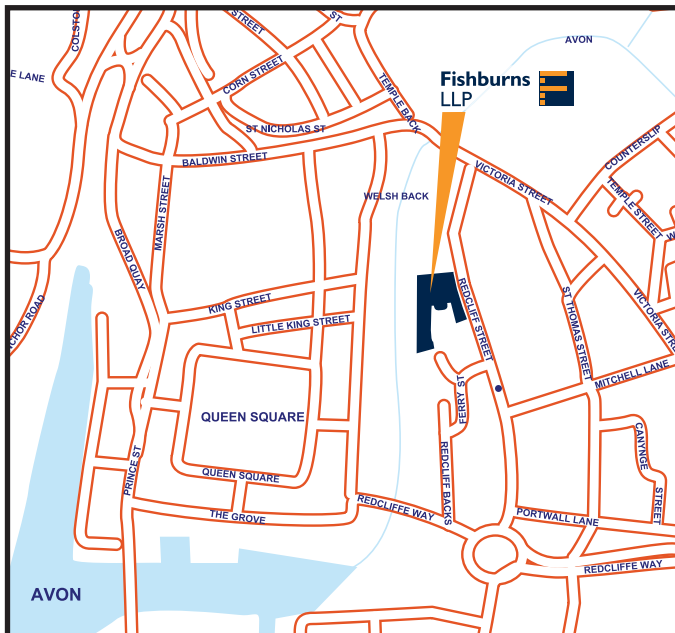 COLSTO
STREET
ST
AVON
E LANE
CORN STREET
TEMPLE BACK
Fishburns
LLP
ST NICHOLAS ST
COUNTERSLIP
BALDWIN STREET
VICTORIA STREET
TEMPLE STREET
WELSH BACK
MARSH STREET
BROAD QUAY
W
CHOR ROAD
KING STREET
LITTLE KING STREET
REDCLIFF STREET
ST THOMAS STREET
VICTORIA STRE
MITCHELL LANE
FERRY ST
QUEEN SQUARE
CANYNGE
STREET
PRINCE ST
QUEEN SQUARE
REDCLIFF BACKS
THE GROVE
REDCLIFFE WAY
PORTWALL LANE
REDCLIFFE WAY
AVON